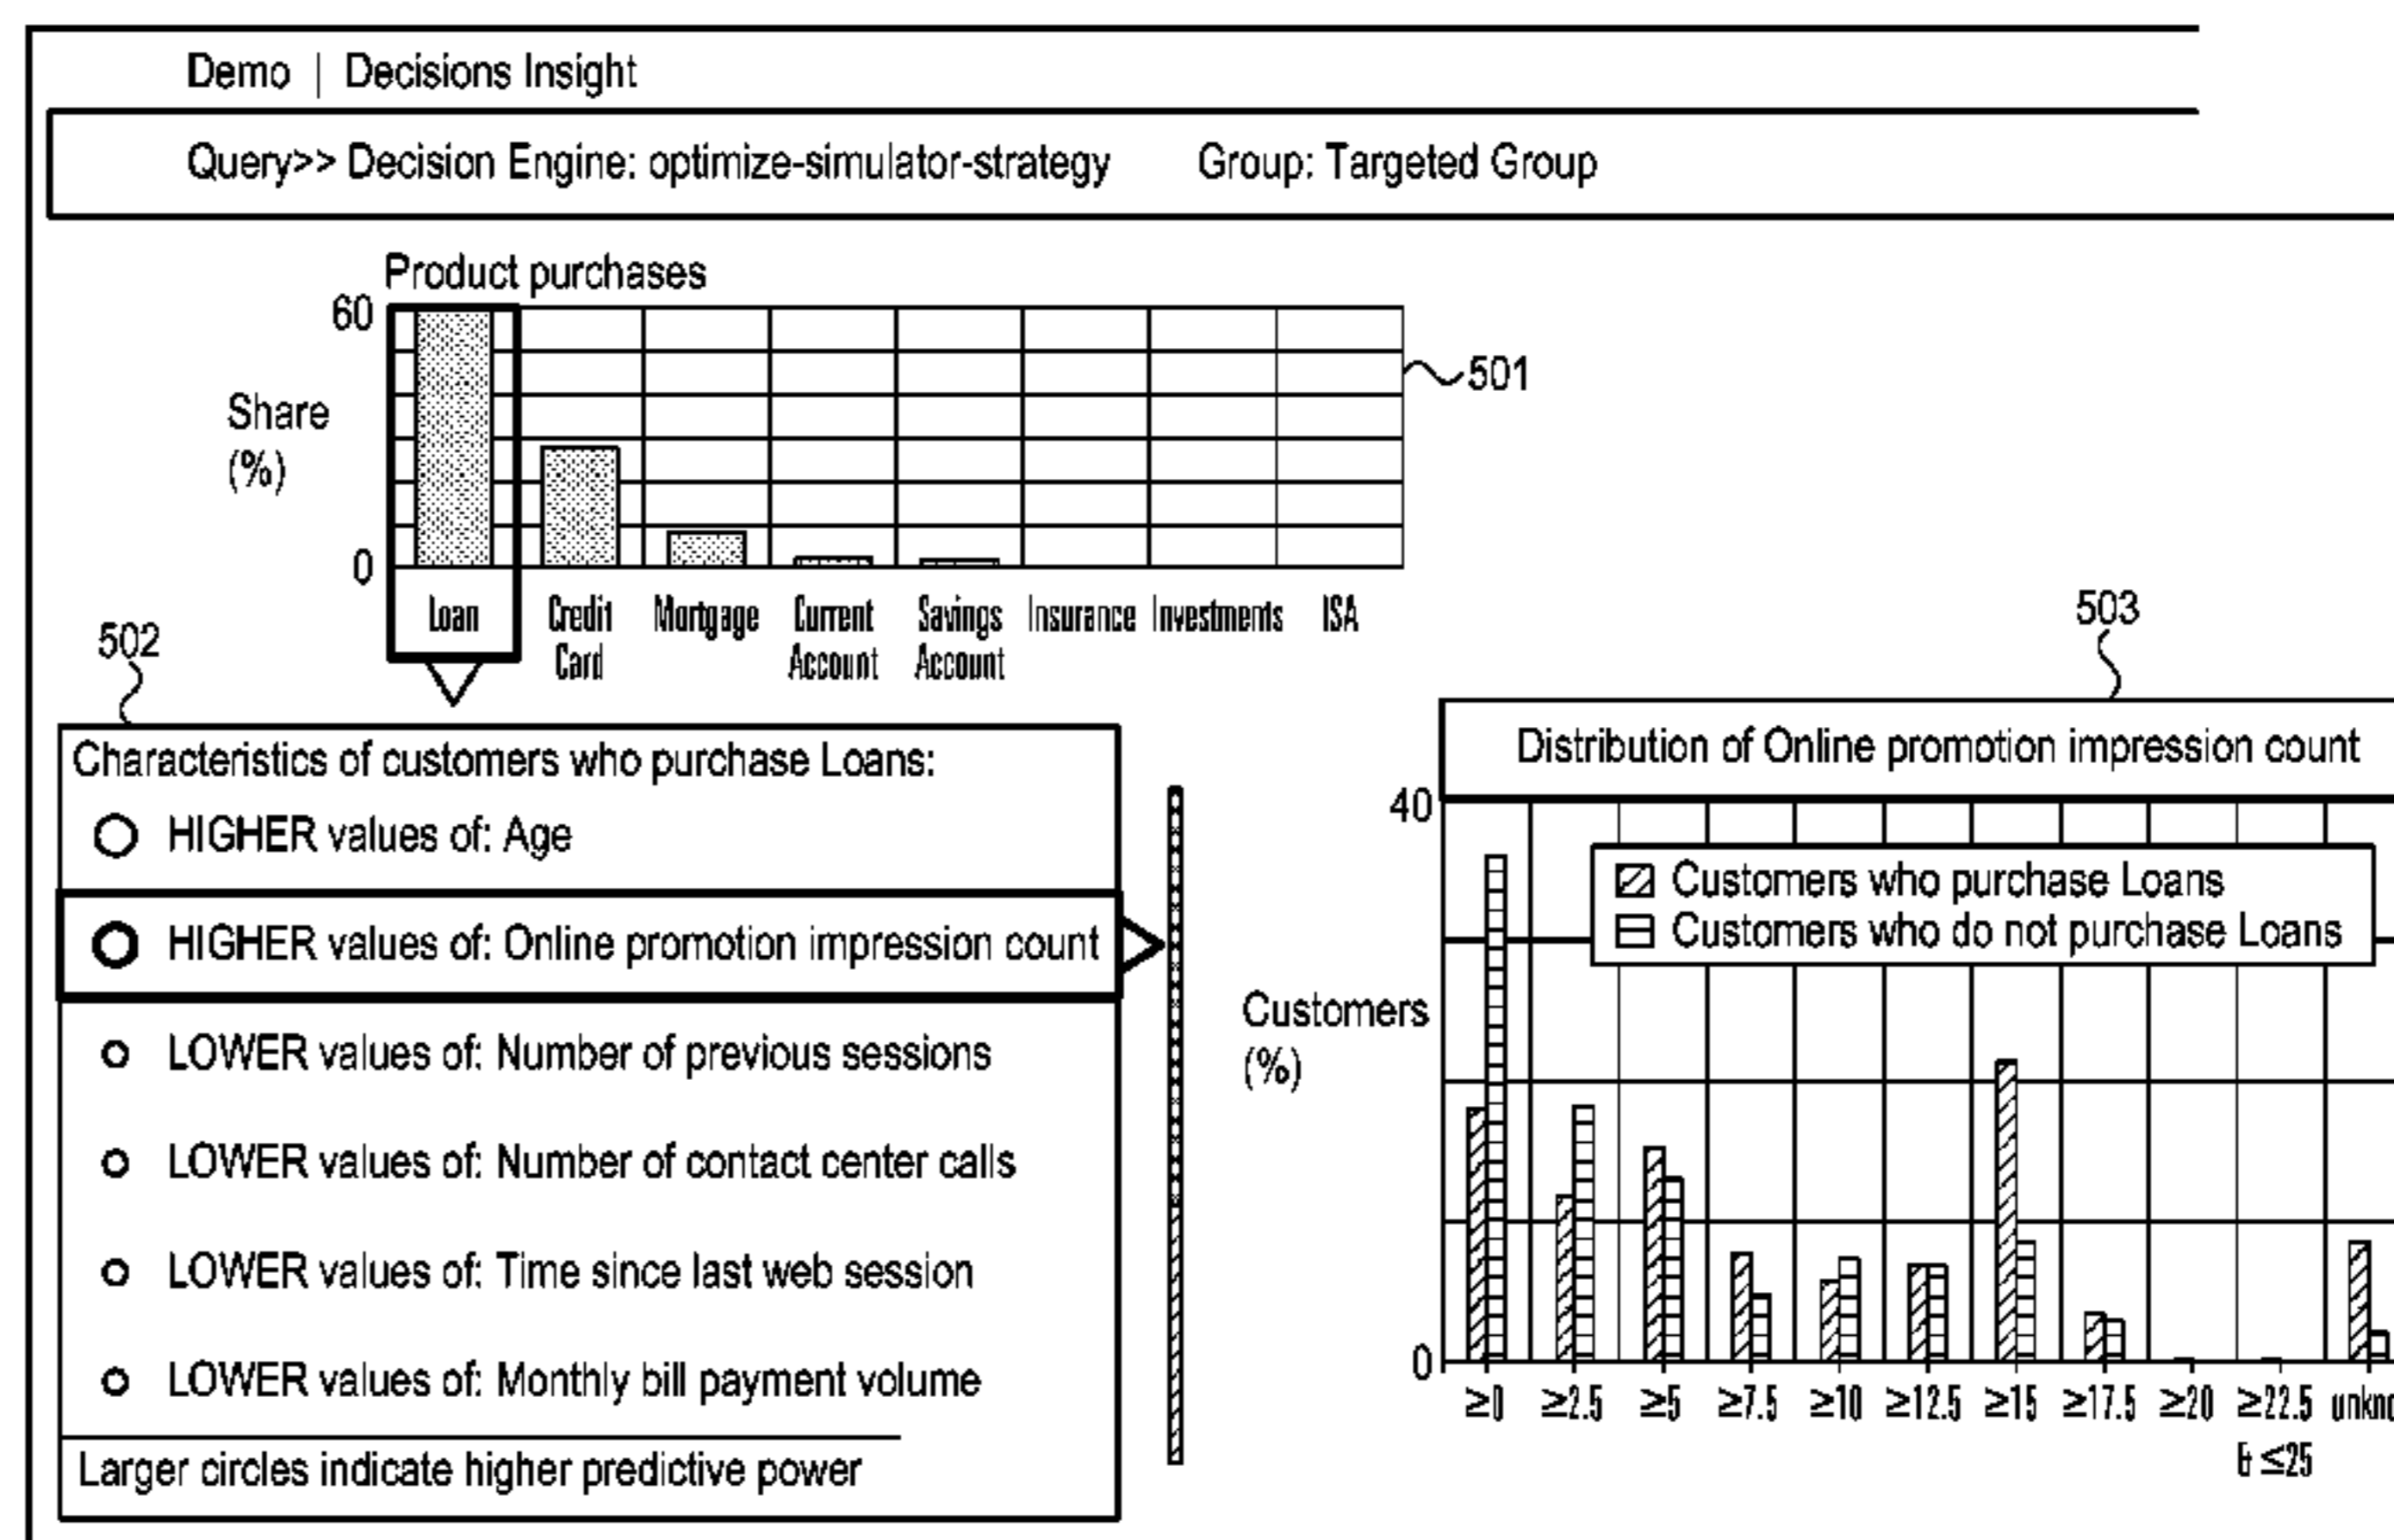 Demo | Decisions Insight
Query>> Decision Engine: optimize-simulator-strategy Group: Targeted Group
Product purchases
60
Share
(%)
0
501
Loan Credit Card Mortgage Current Account Savings Account Insurance Investments ISA
502
Characteristics of customers who purchase Loans:
HIGHER values of: Age
HIGHER values of: Online promotion impression count
LOWER values of: Number of previous sessions
LOWER values of: Number of contact center calls
LOWER values of: Time since last web session
LOWER values of: Monthly bill payment volume
Larger circles indicate higher predictive power
503
Distribution of Online promotion impression count
40
Customers who purchase Loans
Customers who do not purchase Loans
Customers
(%)
0
≥0 ≥2.5 ≥5 ≥7.5 ≥10 ≥12.5 ≥15 ≥17.5 ≥20 ≥22.5
& ≤25